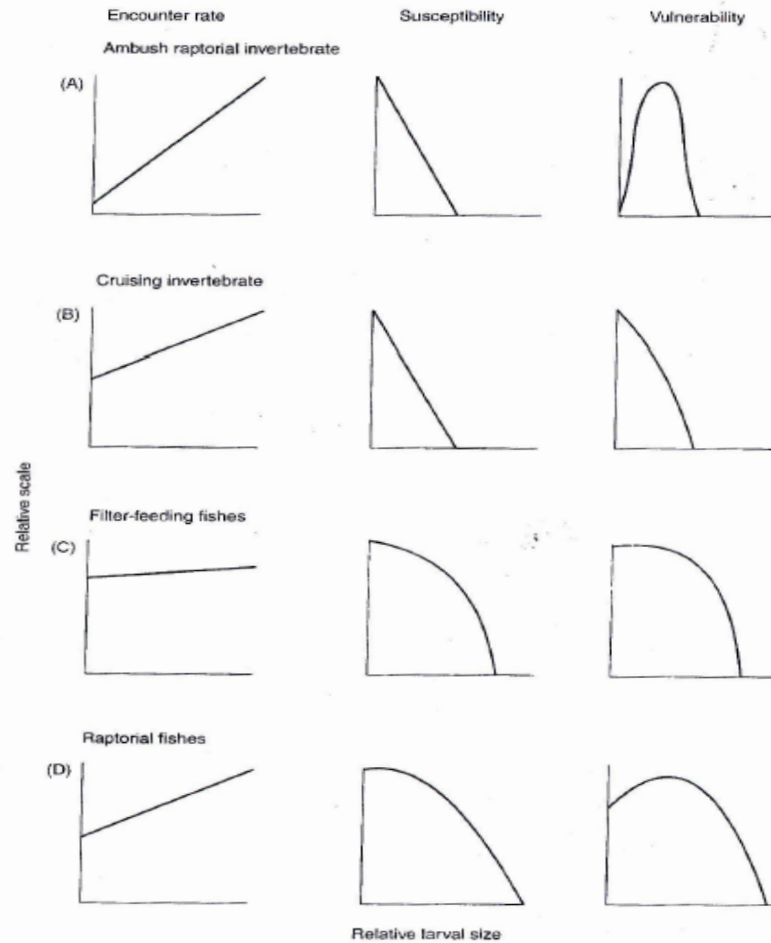 Encounter rate Susceptibility Vulnerability
Ambush raptorial invertebrate
(A)
Cruising invertebrate
(B)
Relative scale
Filter-feeding fishes
(C)
Raptorial fishes
(D)
Relative larval size